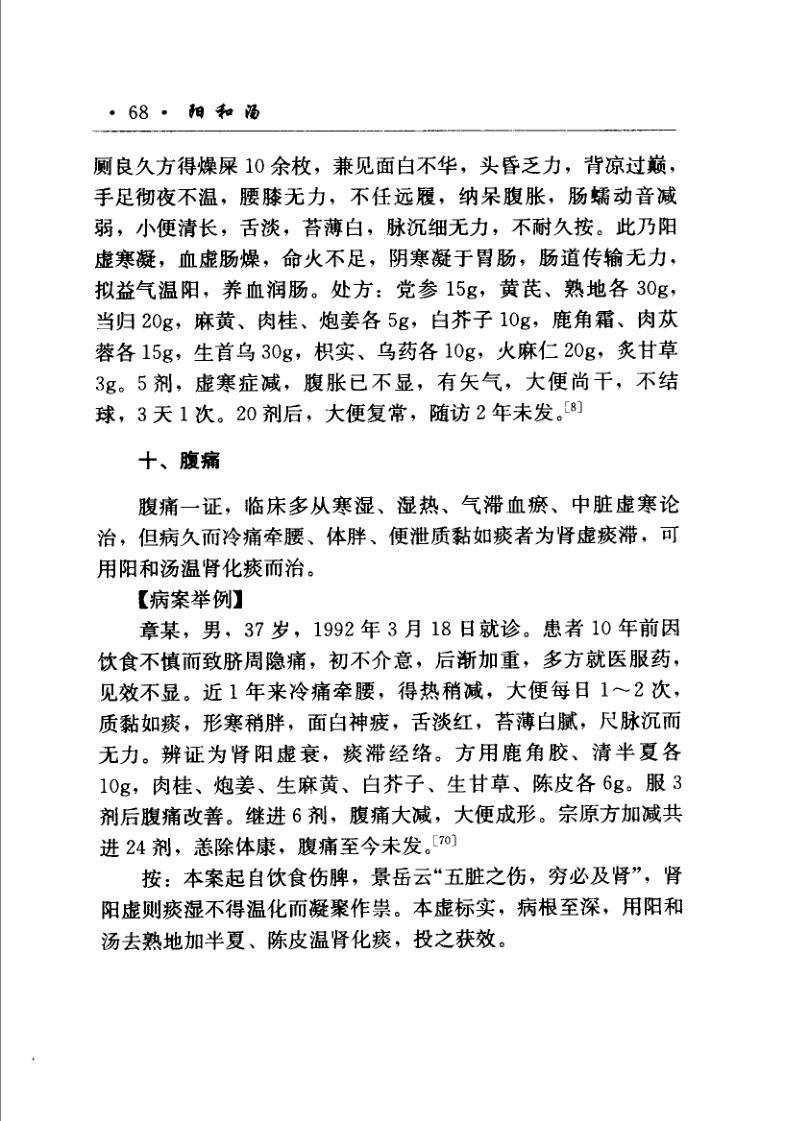 · 68 · 阳和汤
厕良久方得燥屎 10 余枚，兼见面白不华，头昏乏力，背凉过巅，
手足彻夜不温，腰膝无力，不任远履，纳呆腹胀，肠蠕动音减
弱，小便清长，舌淡，苔薄白，脉沉细无力，不耐久按。此乃阳
虚寒凝，血虚肠燥，命火不足，阴寒凝于胃肠，肠道传输无力，
拟益气温阳，养血润肠。处方：党参 15g，黄芪、熟地各 30g，
当归 20g，麻黄、肉桂、炮姜各 5g，白芥子 10g，鹿角霜、肉苁
蓉各 15g，生首乌 30g，枳实、乌药各 10g，火麻仁 20g，炙甘草
3g。5 剂，虚寒症减，腹胀已不显，有矢气，大便尚干，不结
球，3 天 1 次。20 剂后，大便复常，随访 2 年未发。[8]
十、腹痛
腹痛一证，临床多从寒湿、湿热、气滞血瘀、中脏虚寒论
治，但病久而冷痛牵腰、体胖、便泄质黏如痰者为肾虚痰滞，可
用阳和汤温肾化痰而治。
【病案举例】
章某，男，37 岁，1992 年 3 月 18 日就诊。患者 10 年前因
饮食不慎而致脐周隐痛，初不介意，后渐加重，多方就医服药，
见效不显。近 1 年来冷痛牵腰，得热稍减，大便每日 1～2 次，
质黏如痰，形寒稍胖，面白神疲，舌淡红，苔薄白腻，尺脉沉而
无力。辨证为肾阳虚衰，痰滞经络。方用鹿角胶、清半夏各
10g，肉桂、炮姜、生麻黄、白芥子、生甘草、陈皮各 6g。服 3
剂后腹痛改善。继进 6 剂，腹痛大减，大便成形。宗原方加减共
进 24 剂，恙除体康，腹痛至今未发。[70]
按：本案起自饮食伤脾，景岳云“五脏之伤，穷必及肾”，肾
阳虚则痰湿不得温化而凝聚作祟。本虚标实，病根至深，用阳和
汤去熟地加半夏、陈皮温肾化痰，投之获效。